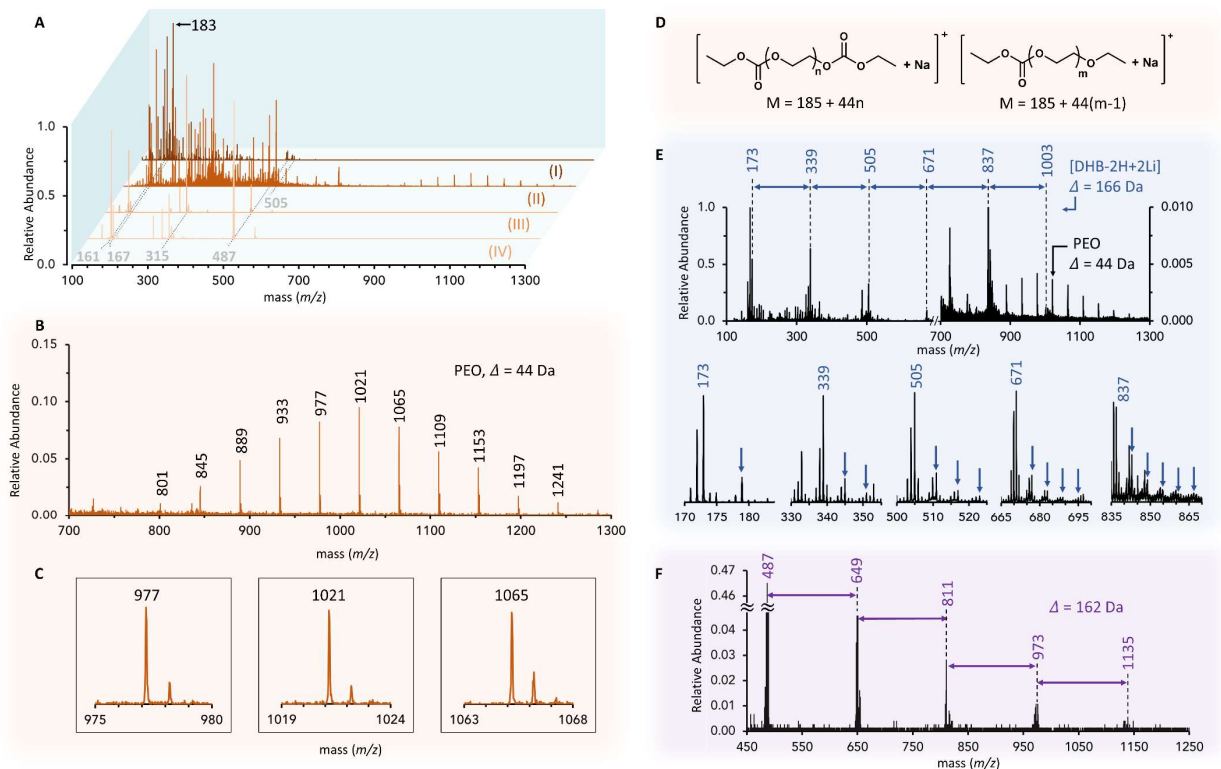 A
183
1.0
0.5
0.0
Relative Abundance
(I)
(II)
(III)
(IV)
505
161 167 315 487
100 300 500 700 900 1100 1300
mass (m/z)
B
0.15
0.10
0.05
0.00
Relative Abundance
PEO, Δ = 44 Da
801 845 889 933 977 1021 1065 1109 1153 1197 1241
700 800 900 1000 1100 1200 1300
mass (m/z)
C
977 1021 1065
975 980 1019 1024 1063 1068
mass (m/z)
D
O O O n O O O + Na +
O O O m O + Na +
M = 185 + 44n M = 185 + 44(m-1)
E
173 339 505 671 837 1003
[DHB-2H+2Li]
Δ = 166 Da
PEO
Δ = 44 Da
1.0
0.5
0.0
Relative Abundance
0.010
0.005
0.000
100 300 500 700 900 1100 1300
mass (m/z)
173 339 505 671 837
170 175 180 330 340 350 500 510 520 665 680 695 835 850 865
mass (m/z)
F
0.47
0.46
0.04
0.03
0.02
0.01
0.00
Relative Abundance
487 649 811 973 1135
Δ = 162 Da
450 550 650 750 850 950 1050 1150 1250
mass (m/z)